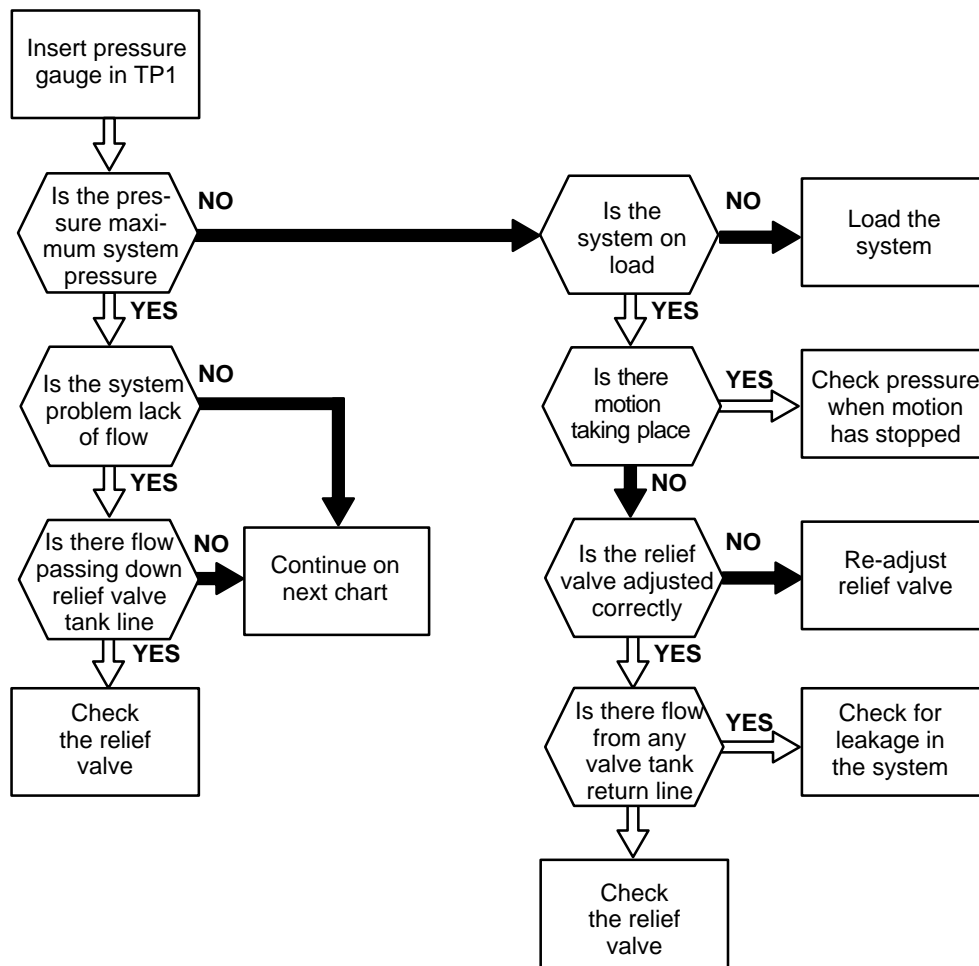 Insert pressure
gauge in TP1
Is the pres-
sure maxi-
mum system
pressure
NO
Is the
system on
load
NO
Load the
system
YES
YES
Is the system
problem lack
of flow
NO
Is there
motion
taking place
YES
Check pressure
when motion
has stopped
YES
NO
Is there flow
passing down
relief valve
tank line
NO
Continue on
next chart
Is the relief
valve adjusted
correctly
NO
Re-adjust
relief valve
YES
YES
Check
the relief
valve
Is there flow
from any
valve tank
return line
YES
Check for
leakage in
the system
Check
the relief
valve